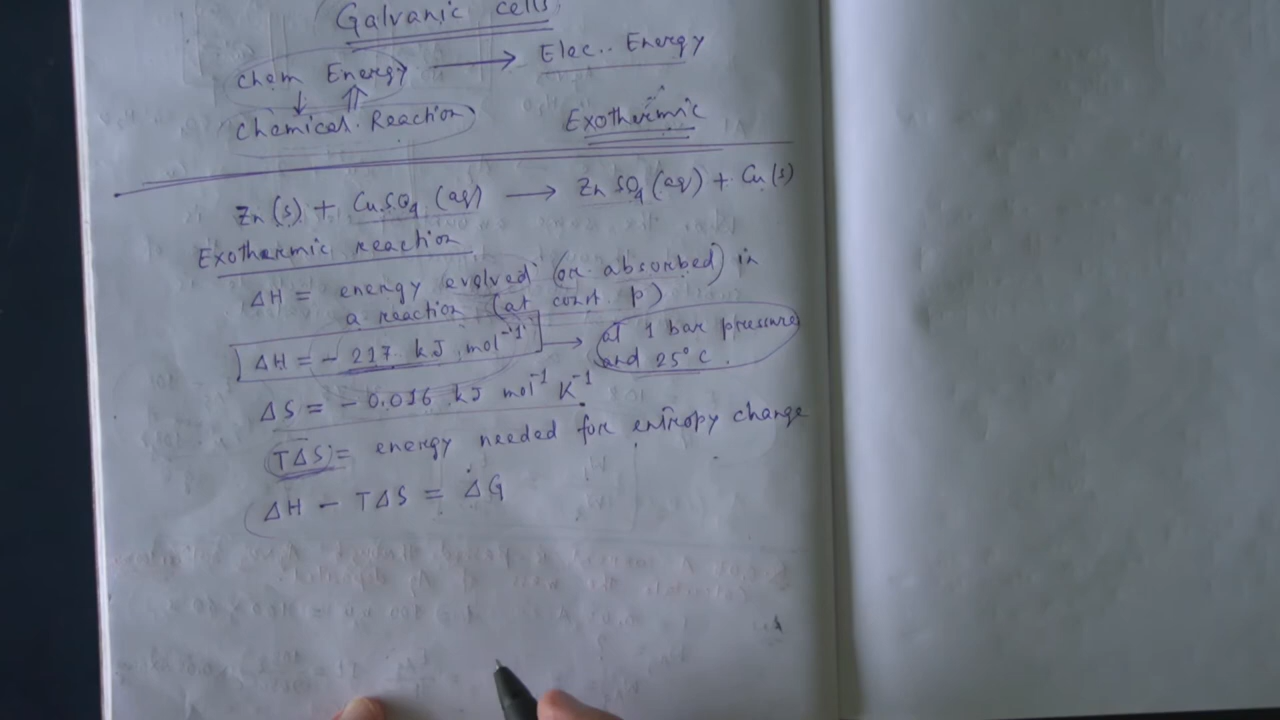 Galvanic cells
Chem Energy → Elec.. Energy
↓ ⇑
Chemical Reaction Exothermic
Zn(s) + CuSO₄ (aq) → ZnSO₄ (aq) + Cu(s)
Exothermic reaction
ΔH = energy evolved (or absorbed) in
a reaction (at const. p)
ΔH = - 217 kJ mol⁻¹ → at 1 bar pressure
and 25° C.
ΔS = - 0.016 kJ mol⁻¹ K⁻¹
TΔS = energy needed for entropy change
ΔH - TΔS = ΔG